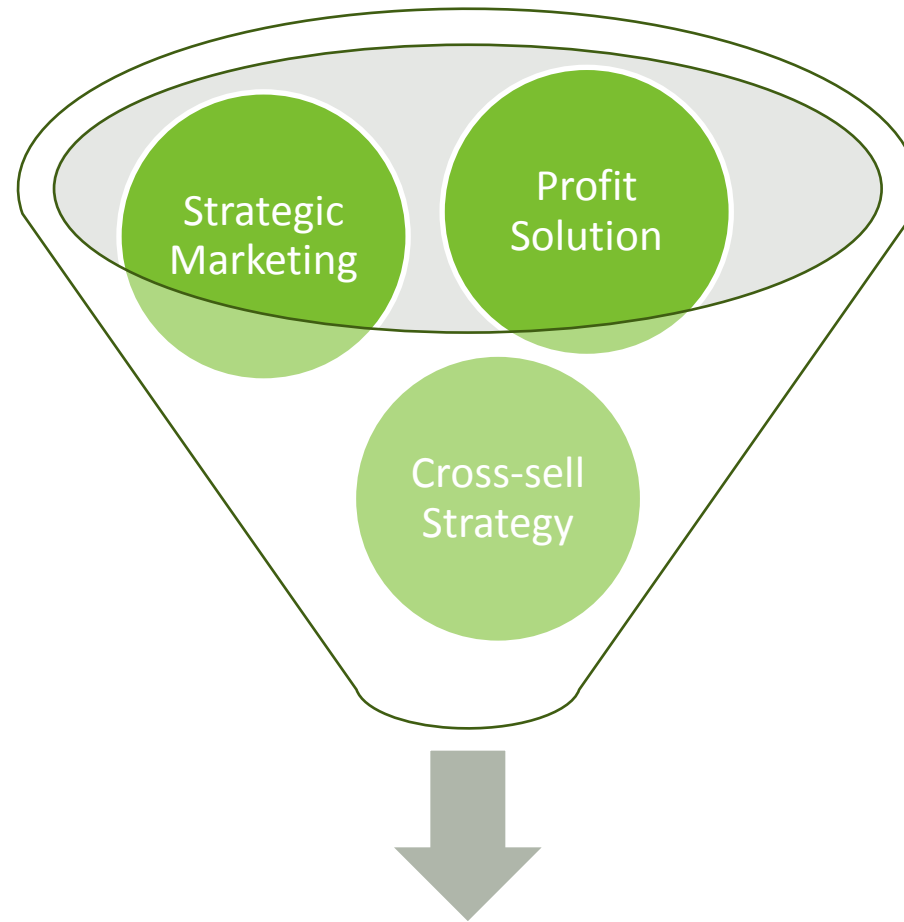 Strategic
Marketing
Profit
Solution
Cross-sell
Strategy